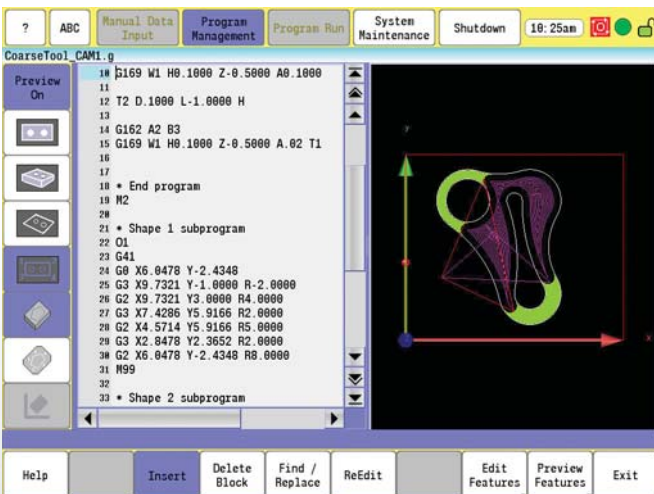 ?
ABC
Manual Data
Input
Program
Management
Program Run
System
Maintenance
Shutdown
10:25am
CoarseTool_CAM1.g
Preview
On
10 G169 W1 H0.1000 Z-0.5000 A0.1000
11
12 T2 D.1000 L-1.0000 H
13
14 G162 A2 B3
15 G169 W1 H0.1000 Z-0.5000 A.02 T1
16
17
18 * End program
19 M2
20
21 * Shape 1 subprogram
22 O1
23 G41
24 G0 X6.0478 Y-2.4348
25 G3 X9.7321 Y-1.0000 R-2.0000
26 G2 X9.7321 Y3.0000 R4.0000
27 G3 X7.4286 Y5.9166 R2.0000
28 G2 X4.5714 Y5.9166 R5.0000
29 G3 X2.8478 Y2.3652 R2.0000
30 G2 X6.0478 Y-2.4348 R8.0000
31 M99
32
33 * Shape 2 subprogram
Y
X
Help
Insert
Delete
Block
Find /
Replace
ReEdit
Edit
Features
Preview
Features
Exit